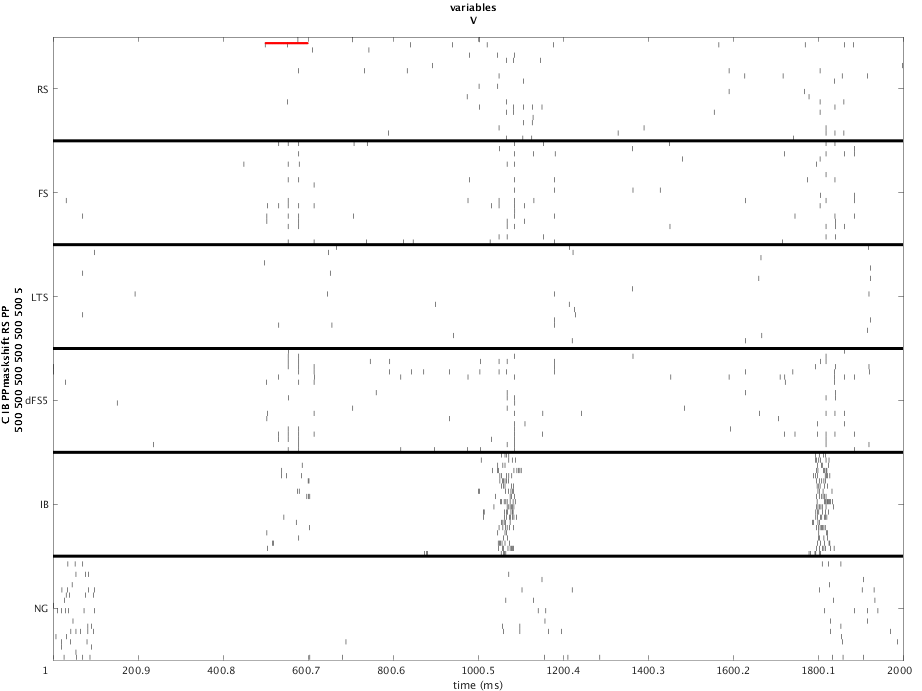 variables
V
RS
FS
LTS
dFS5
IB
NG
C IB PPmaskshift RS PP
500 500 500 500 500 500 500 5
1
200.9
400.8
600.7
800.6
1000.5
1200.4
1400.3
1600.2
1800.1
2000
time (ms)